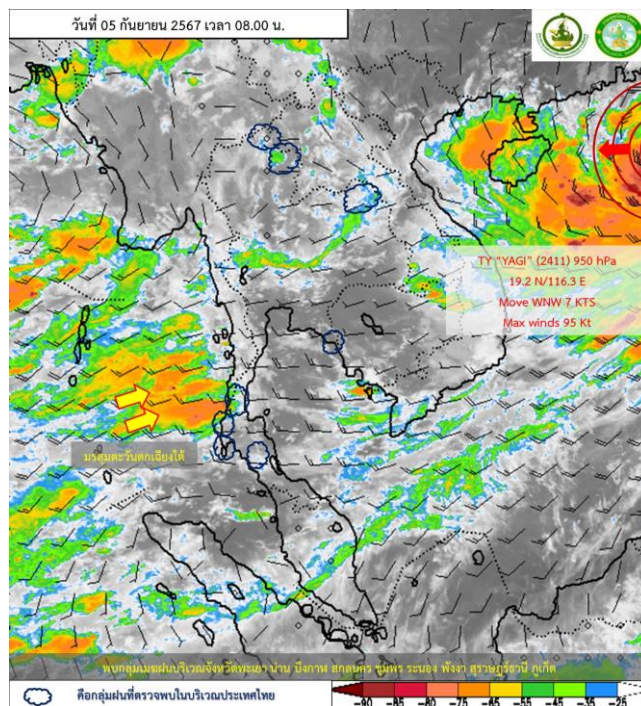 วันที่ 05 กันยายน 2567 เวลา 08.00 น.
TY "YAGI" (2411) 950 hPa
19.2 N/116.3 E
Move WNW 7 KTS
Max winds 95 Kt
มรสุมตะวันตกเฉียงใต้
พบกลุ่มเมฆฝนบริเวณจังหวัดพะเยา น่าน บึงกาฬ สกลนคร ชุมพร ระนอง พังงา สุราษฎร์ธานี ภูเก็ต
คือกลุ่มฝนที่ตรวจพบในบริเวณประเทศไทย
-90 -85 -80 -75 -65 -55 -45 -35 -25